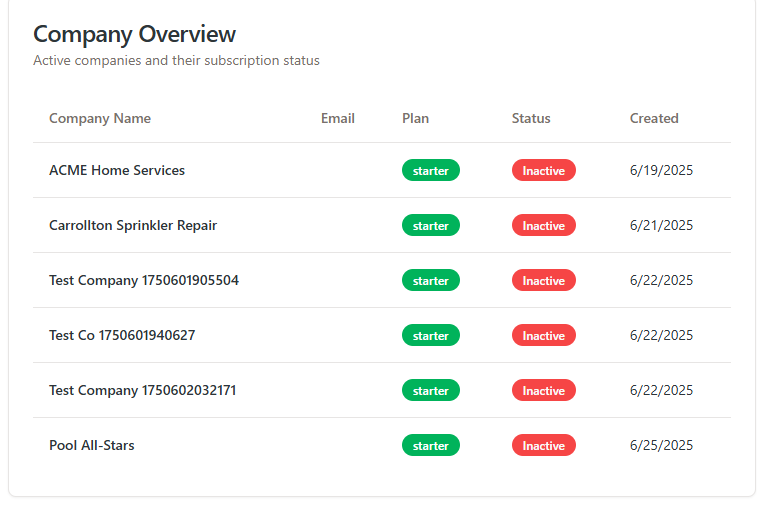 Company Overview
Active companies and their subscription status
Company Name Email Plan Status Created
ACME Home Services starter Inactive 6/19/2025
Carrollton Sprinkler Repair starter Inactive 6/21/2025
Test Company 1750601905504 starter Inactive 6/22/2025
Test Co 1750601940627 starter Inactive 6/22/2025
Test Company 1750602032171 starter Inactive 6/22/2025
Pool All-Stars starter Inactive 6/25/2025